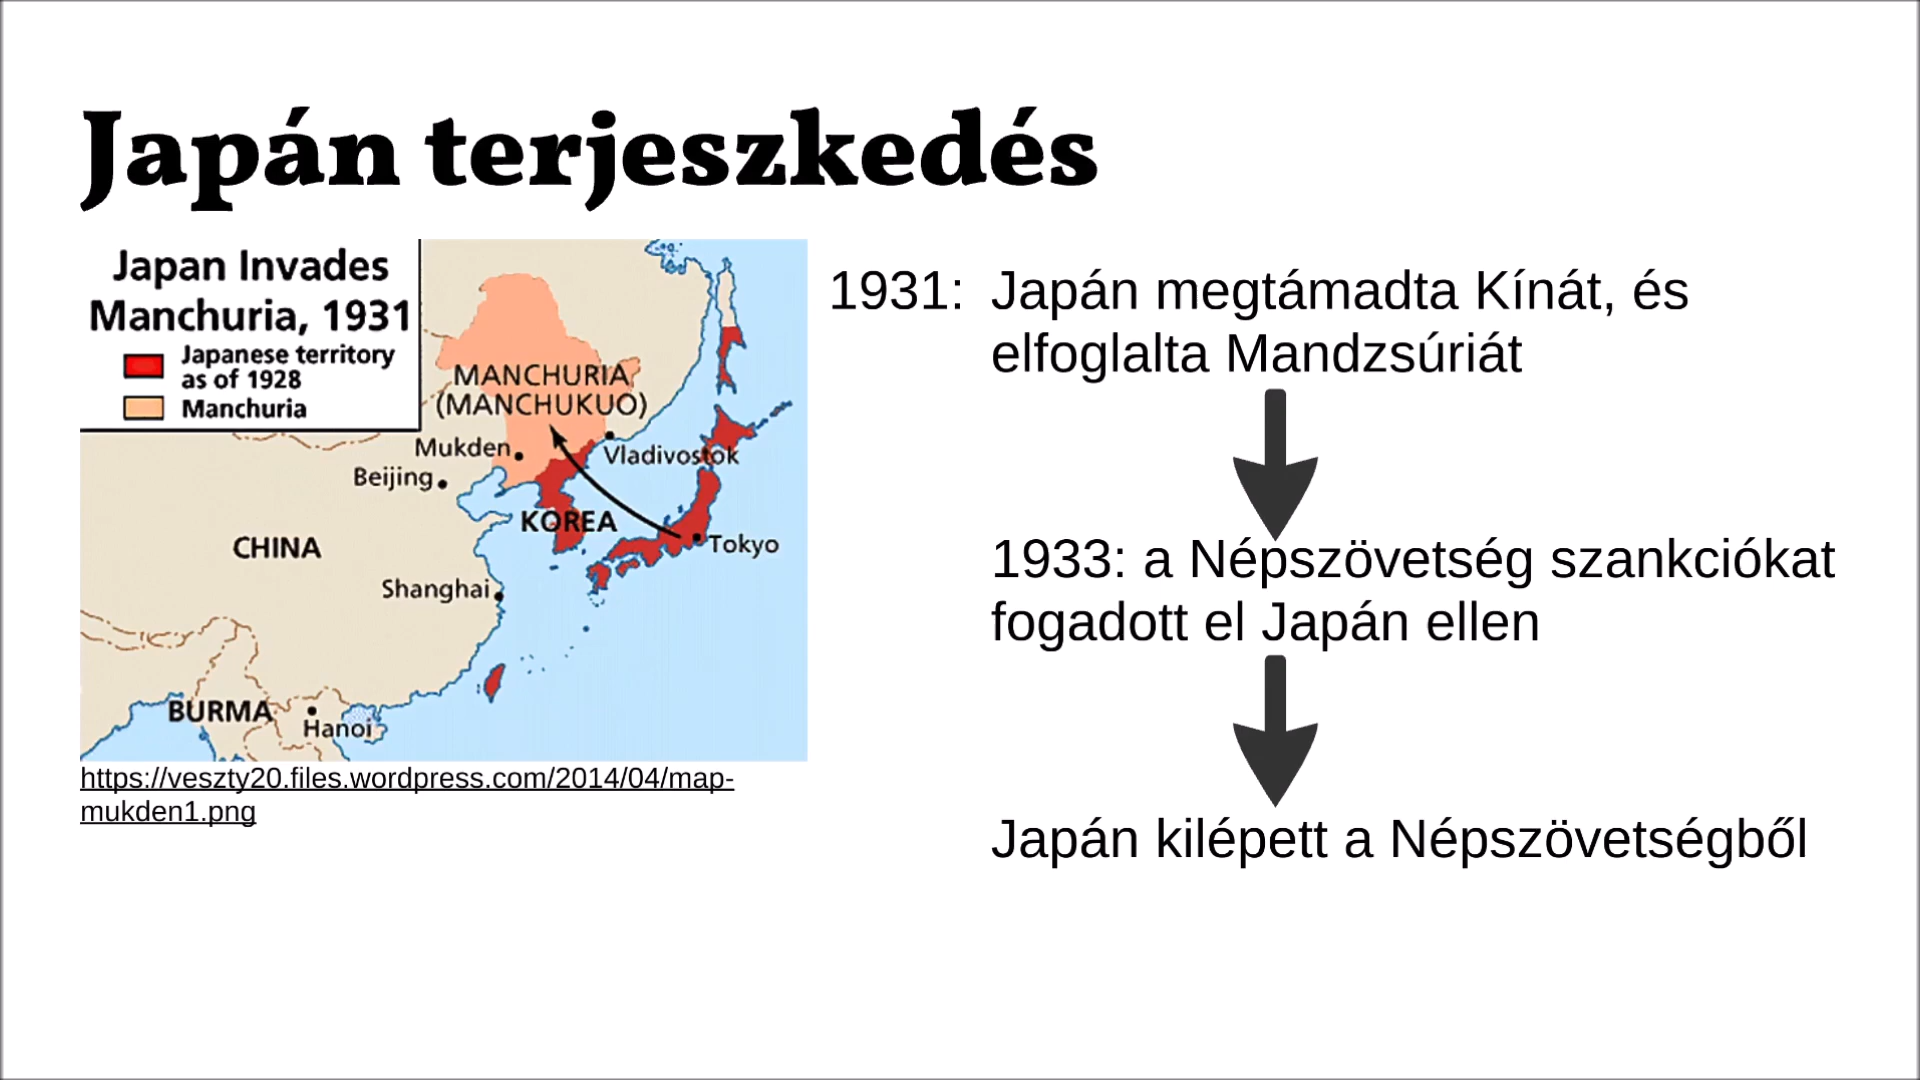 Japán terjeszkedés
Japan Invades
Manchuria, 1931
Japanese territory
as of 1928
Manchuria
MANCHURIA
(MANCHUKUO)
Mukden
Vladivostok
Beijing
KOREA
Tokyo
CHINA
Shanghai
BURMA
Hanoi
https://veszty20.files.wordpress.com/2014/04/map-
mukden1.png
1931: Japán megtámadta Kínát, és
elfoglalta Mandzsúriát
1933: a Népszövetség szankciókat
fogadott el Japán ellen
Japán kilépett a Népszövetségből